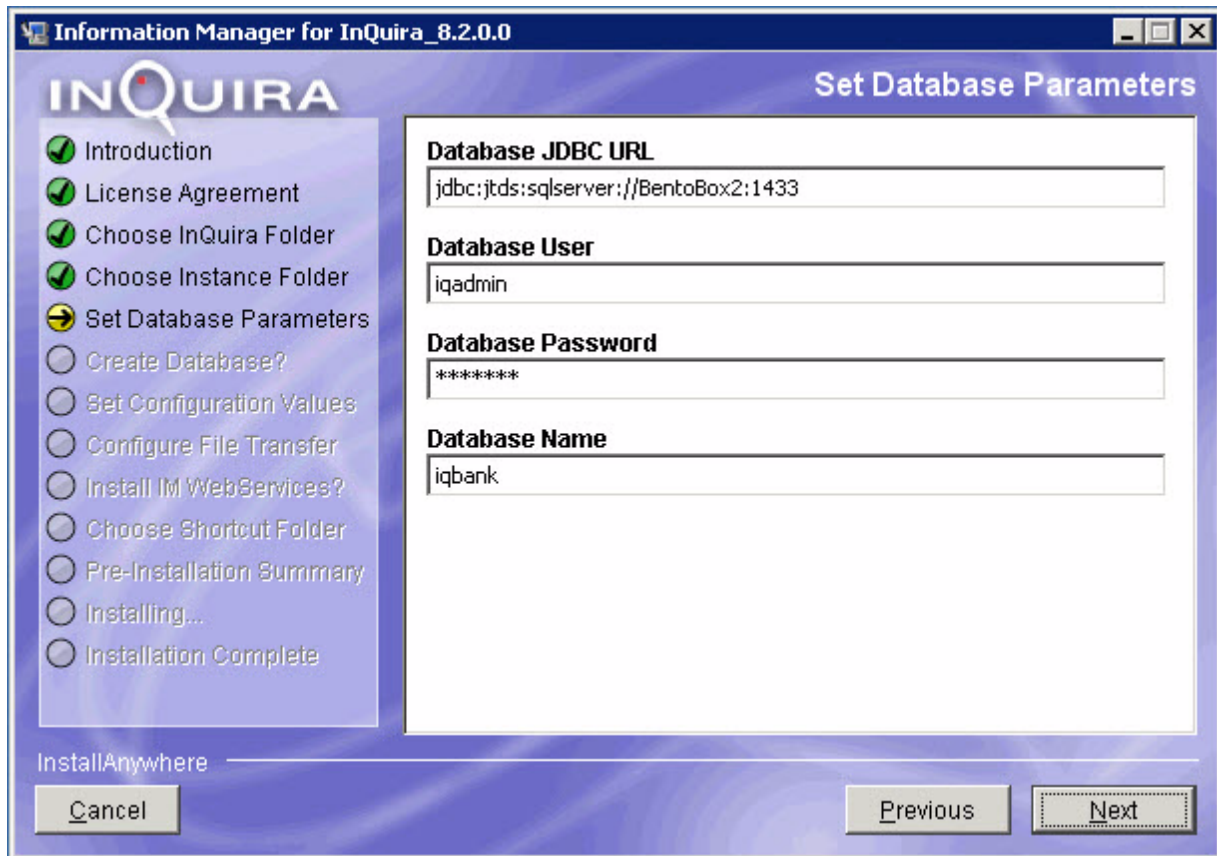 Information Manager for InQuira_8.2.0.0
INQUIRA
Set Database Parameters
Introduction
License Agreement
Choose InQuira Folder
Choose Instance Folder
Set Database Parameters
Create Database?
Set Configuration Values
Configure File Transfer
Install IM WebServices?
Choose Shortcut Folder
Pre-Installation Summary
Installing...
Installation Complete
Database JDBC URL
jdbc:jtds:sqlserver://BentoBox2:1433
Database User
iqadmin
Database Password
*******
Database Name
iqbank
InstallAnywhere
Cancel
Previous
Next